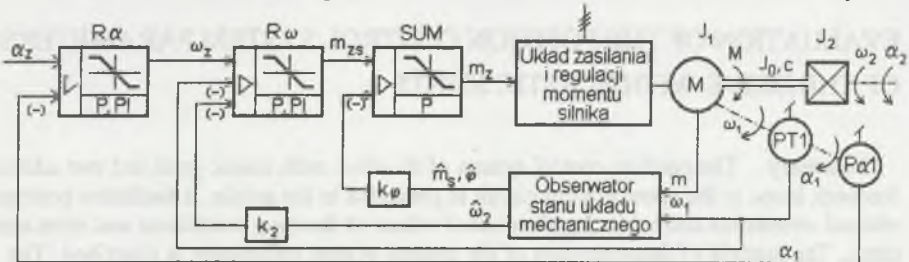 Rα
Rω
SUM
αz
ωz
mzs
mz
P, PI
P, PI
P
(-)
(-)
(-)
(-)
Układ zasilania
i regulacji
momentu
silnika
J1
M
M
J0, c
J2
ω2
α2
ω1
PT1
α1
Pα1
kφ
m̂s, φ̂
ω̂2
Obserwator
stanu układu
mechanicznego
m
ω1
k2
α1